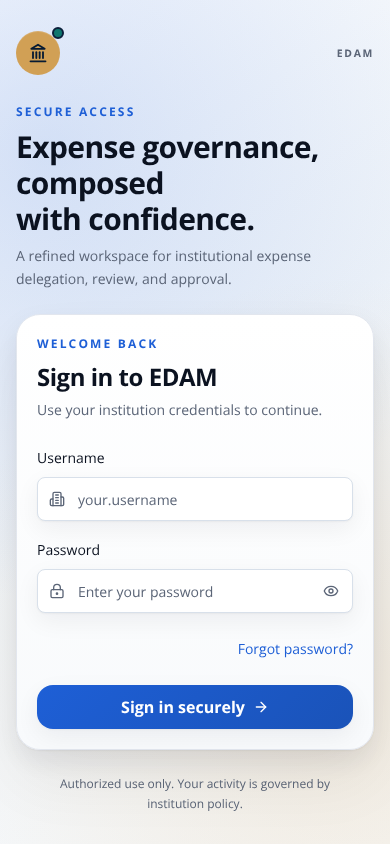 EDAM
SECURE ACCESS
Expense governance,
composed
with confidence.
A refined workspace for institutional expense
delegation, review, and approval.
WELCOME BACK
Sign in to EDAM
Use your institution credentials to continue.
Username
your.username
Password
Enter your password
Forgot password?
Sign in securely
Authorized use only. Your activity is governed by
institution policy.